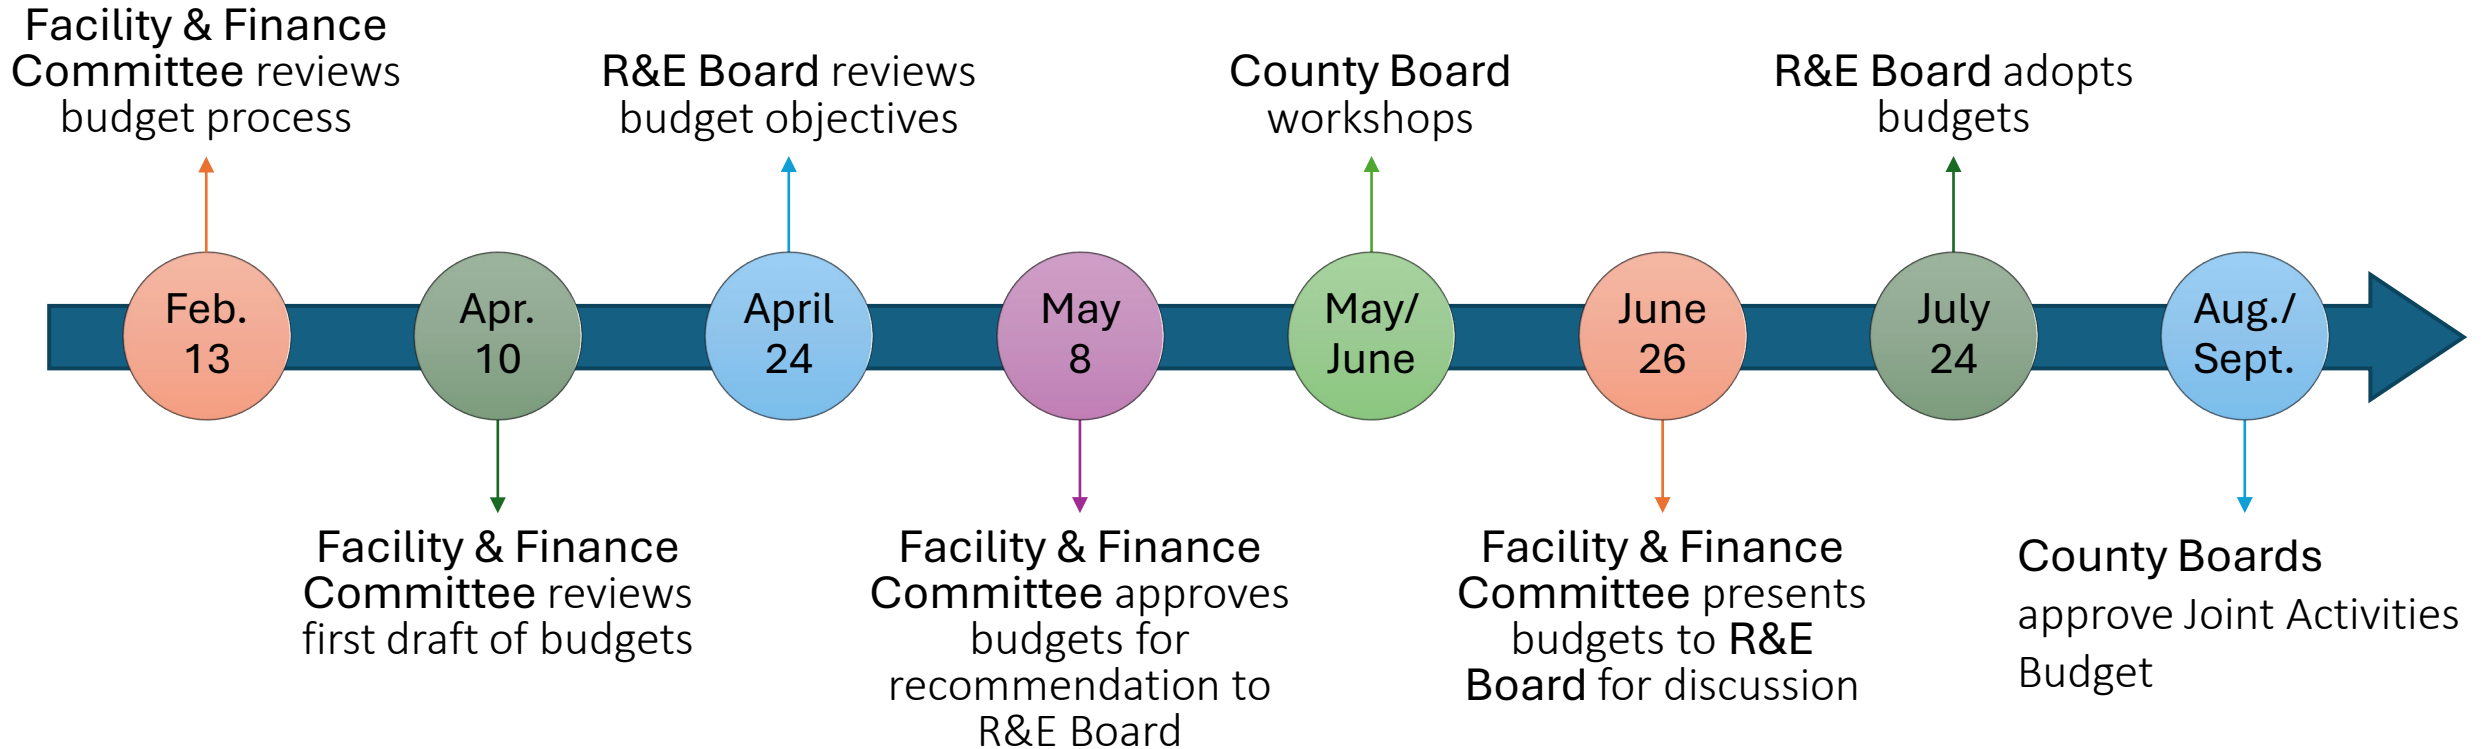 Facility & Finance
Committee reviews
budget process
R&E Board reviews
budget objectives
County Board
workshops
R&E Board adopts
budgets
Feb.
13
Apr.
10
April
24
May
8
May/
June
June
26
July
24
Aug./
Sept.
Facility & Finance
Committee reviews
first draft of budgets
Facility & Finance
Committee approves
budgets for
recommendation to
R&E Board
Facility & Finance
Committee presents
budgets to R&E
Board for discussion
County Boards
approve Joint Activities
Budget